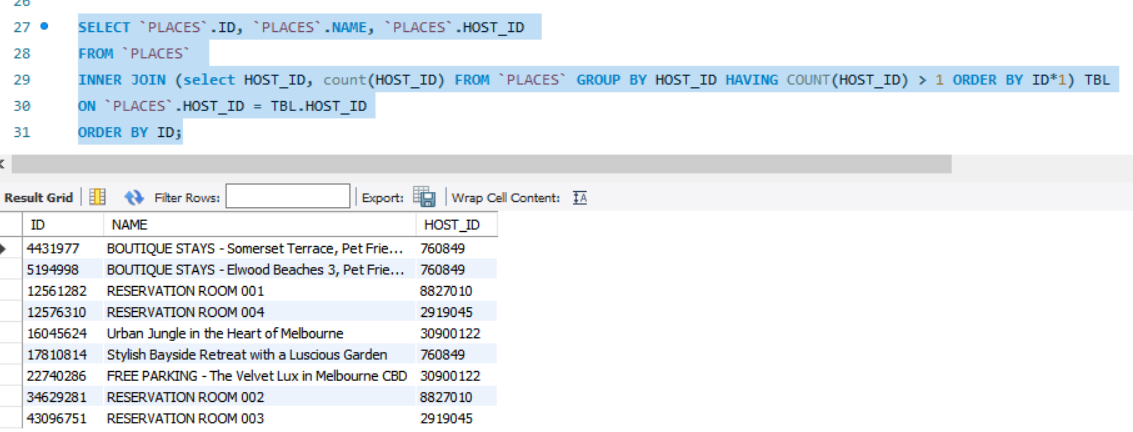 26
27 SELECT `PLACES`.ID, `PLACES`.NAME, `PLACES`.HOST_ID
28 FROM `PLACES`
29 INNER JOIN (select HOST_ID, count(HOST_ID) FROM `PLACES` GROUP BY HOST_ID HAVING COUNT(HOST_ID) > 1 ORDER BY ID*1) TBL
30 ON `PLACES`.HOST_ID = TBL.HOST_ID
31 ORDER BY ID;
Result Grid Filter Rows: Export: Wrap Cell Content: IA
ID NAME HOST_ID
4431977 BOUTIQUE STAYS - Somerset Terrace, Pet Frie... 760849
5194998 BOUTIQUE STAYS - Elwood Beaches 3, Pet Frie... 760849
12561282 RESERVATION ROOM 001 8827010
12576310 RESERVATION ROOM 004 2919045
16045624 Urban Jungle in the Heart of Melbourne 30900122
17810814 Stylish Bayside Retreat with a Luscious Garden 760849
22740286 FREE PARKING - The Velvet Lux in Melbourne CBD 30900122
34629281 RESERVATION ROOM 002 8827010
43096751 RESERVATION ROOM 003 2919045